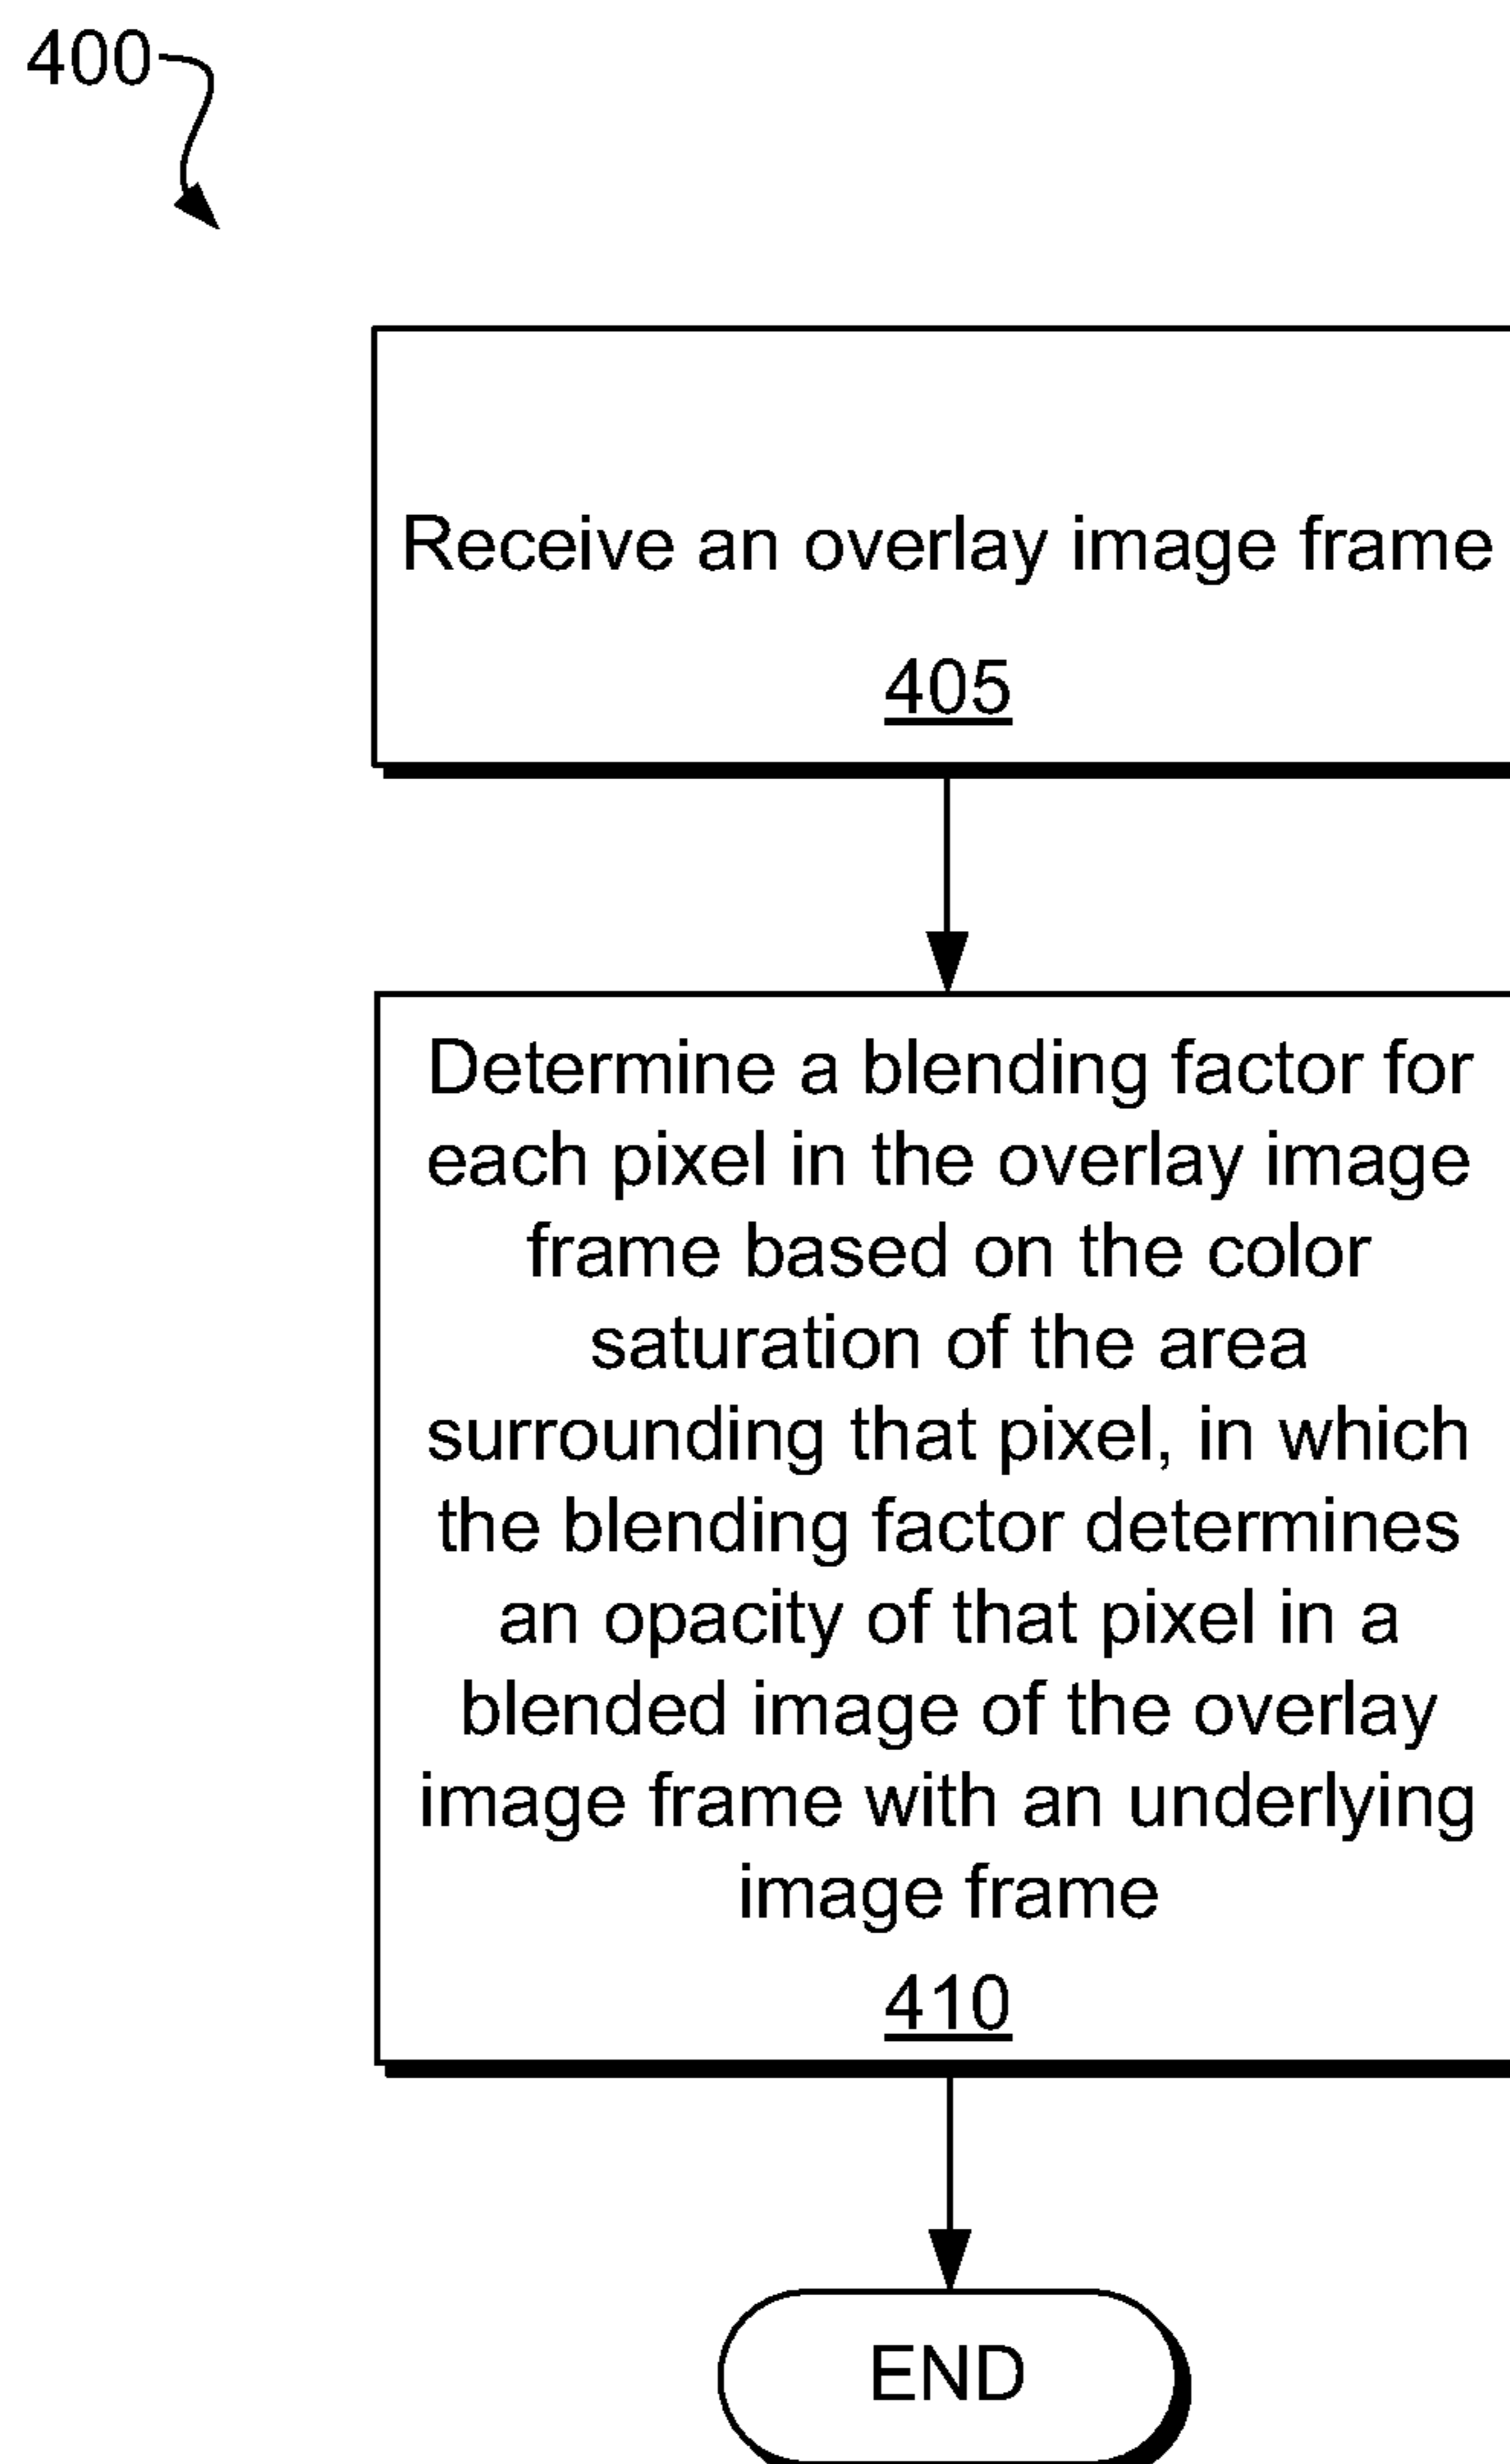 400
Receive an overlay image frame
405
Determine a blending factor for
each pixel in the overlay image
frame based on the color
saturation of the area
surrounding that pixel, in which
the blending factor determines
an opacity of that pixel in a
blended image of the overlay
image frame with an underlying
image frame
410
END